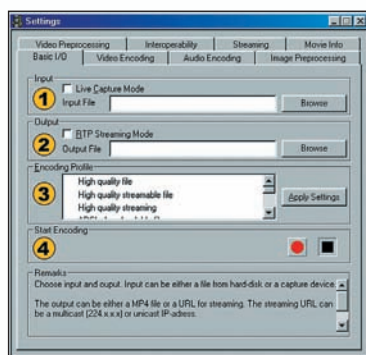 Settings
Video Preprocessing Interoperability Streaming Movie Info
Basic I/O Video Encoding Audio Encoding Image Preprocessing
Input
1 Live Capture Mode
Input File Browse
Output
2 RTP Streaming Mode
Output File Browse
Encoding Profile
3 High quality file
High quality streamable file
High quality streaming
Apply Settings
Start Encoding
4
Remarks
Choose input and ouput. Input can be either a file from hard-disk or a capture device.
The output can be either a MP4 file or a URL for streaming. The streaming URL can
be a multicast (224.x.x.x) or unicast IP-adress.